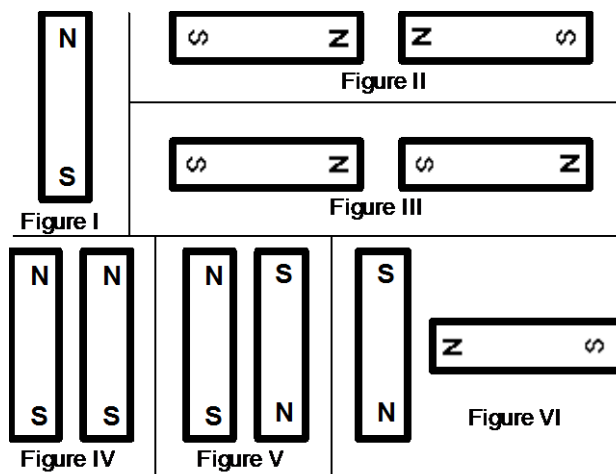 N
S
Figure I
S N N S
Figure II
S N S N
Figure III
N N
S S
Figure IV
N S
S N
Figure V
S
N S
N
Figure VI